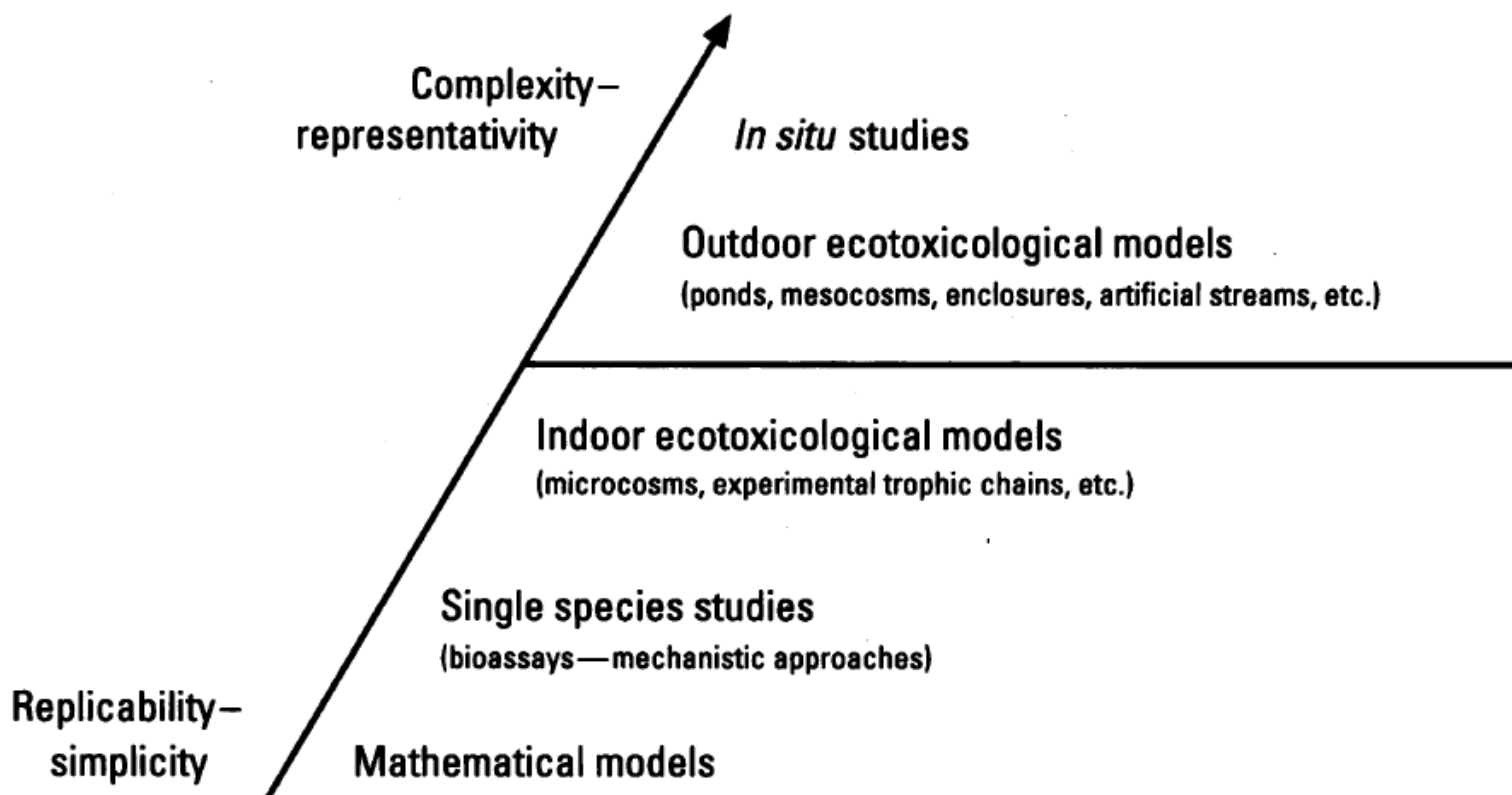 Complexity–
representativity
In situ studies
Outdoor ecotoxicological models
(ponds, mesocosms, enclosures, artificial streams, etc.)
Indoor ecotoxicological models
(microcosms, experimental trophic chains, etc.)
Single species studies
(bioassays—mechanistic approaches)
Replicability–
simplicity
Mathematical models